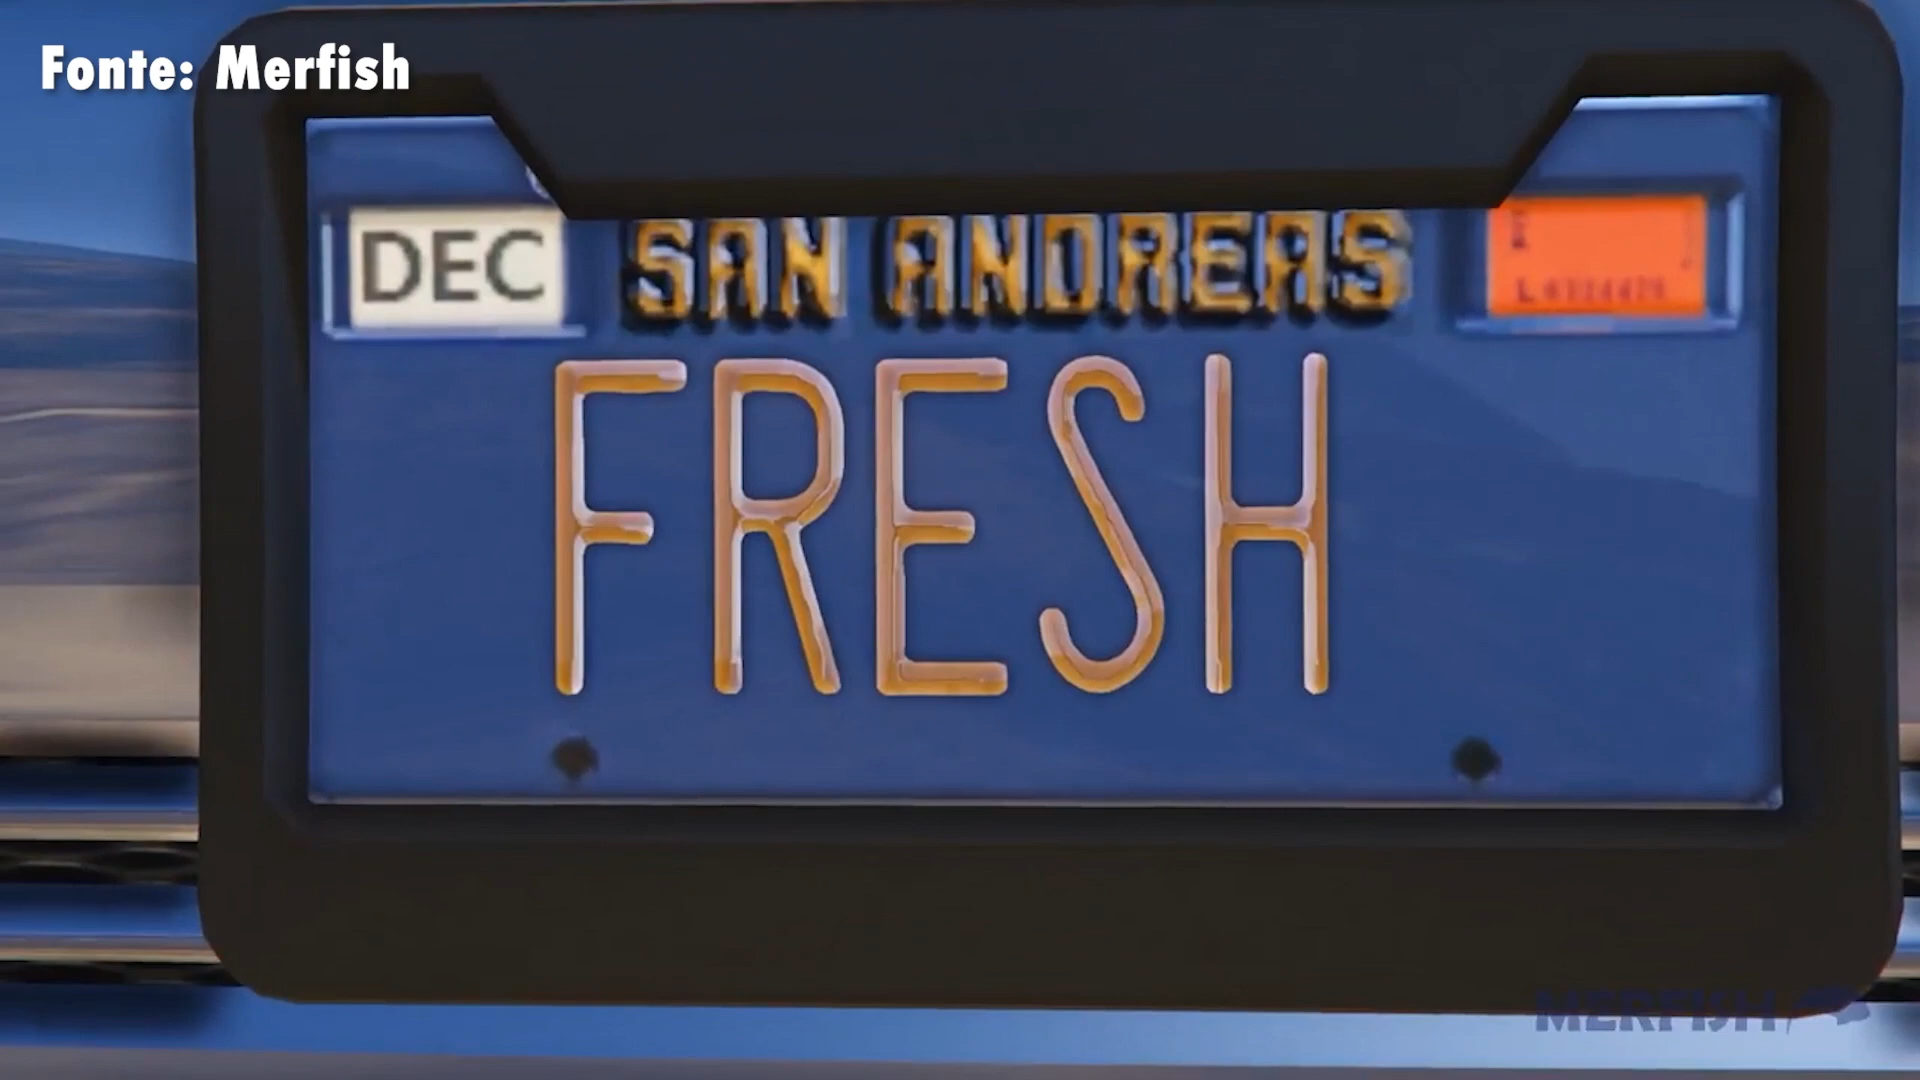 Fonte: Merfish
DEC
SAN ANDREAS
FRESH
MERFISH